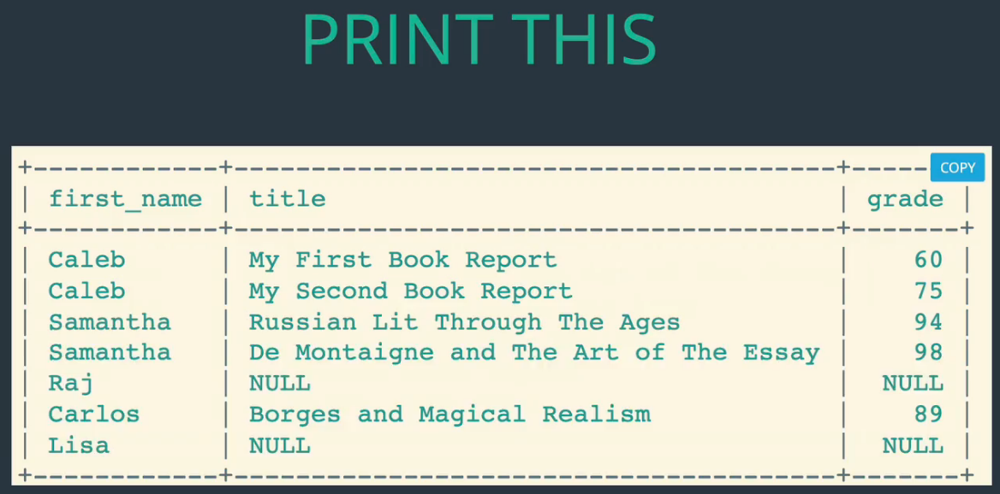 PRINT THIS
COPY
+------------+---------------------------------------+-----
| first_name | title                                 | grade |
+------------+---------------------------------------+-------+
| Caleb      | My First Book Report                  |    60 |
| Caleb      | My Second Book Report                 |    75 |
| Samantha   | Russian Lit Through The Ages          |    94 |
| Samantha   | De Montaigne and The Art of The Essay |    98 |
| Raj        | NULL                                  |  NULL |
| Carlos     | Borges and Magical Realism            |    89 |
| Lisa       | NULL                                  |  NULL |
+------------+---------------------------------------+-------+